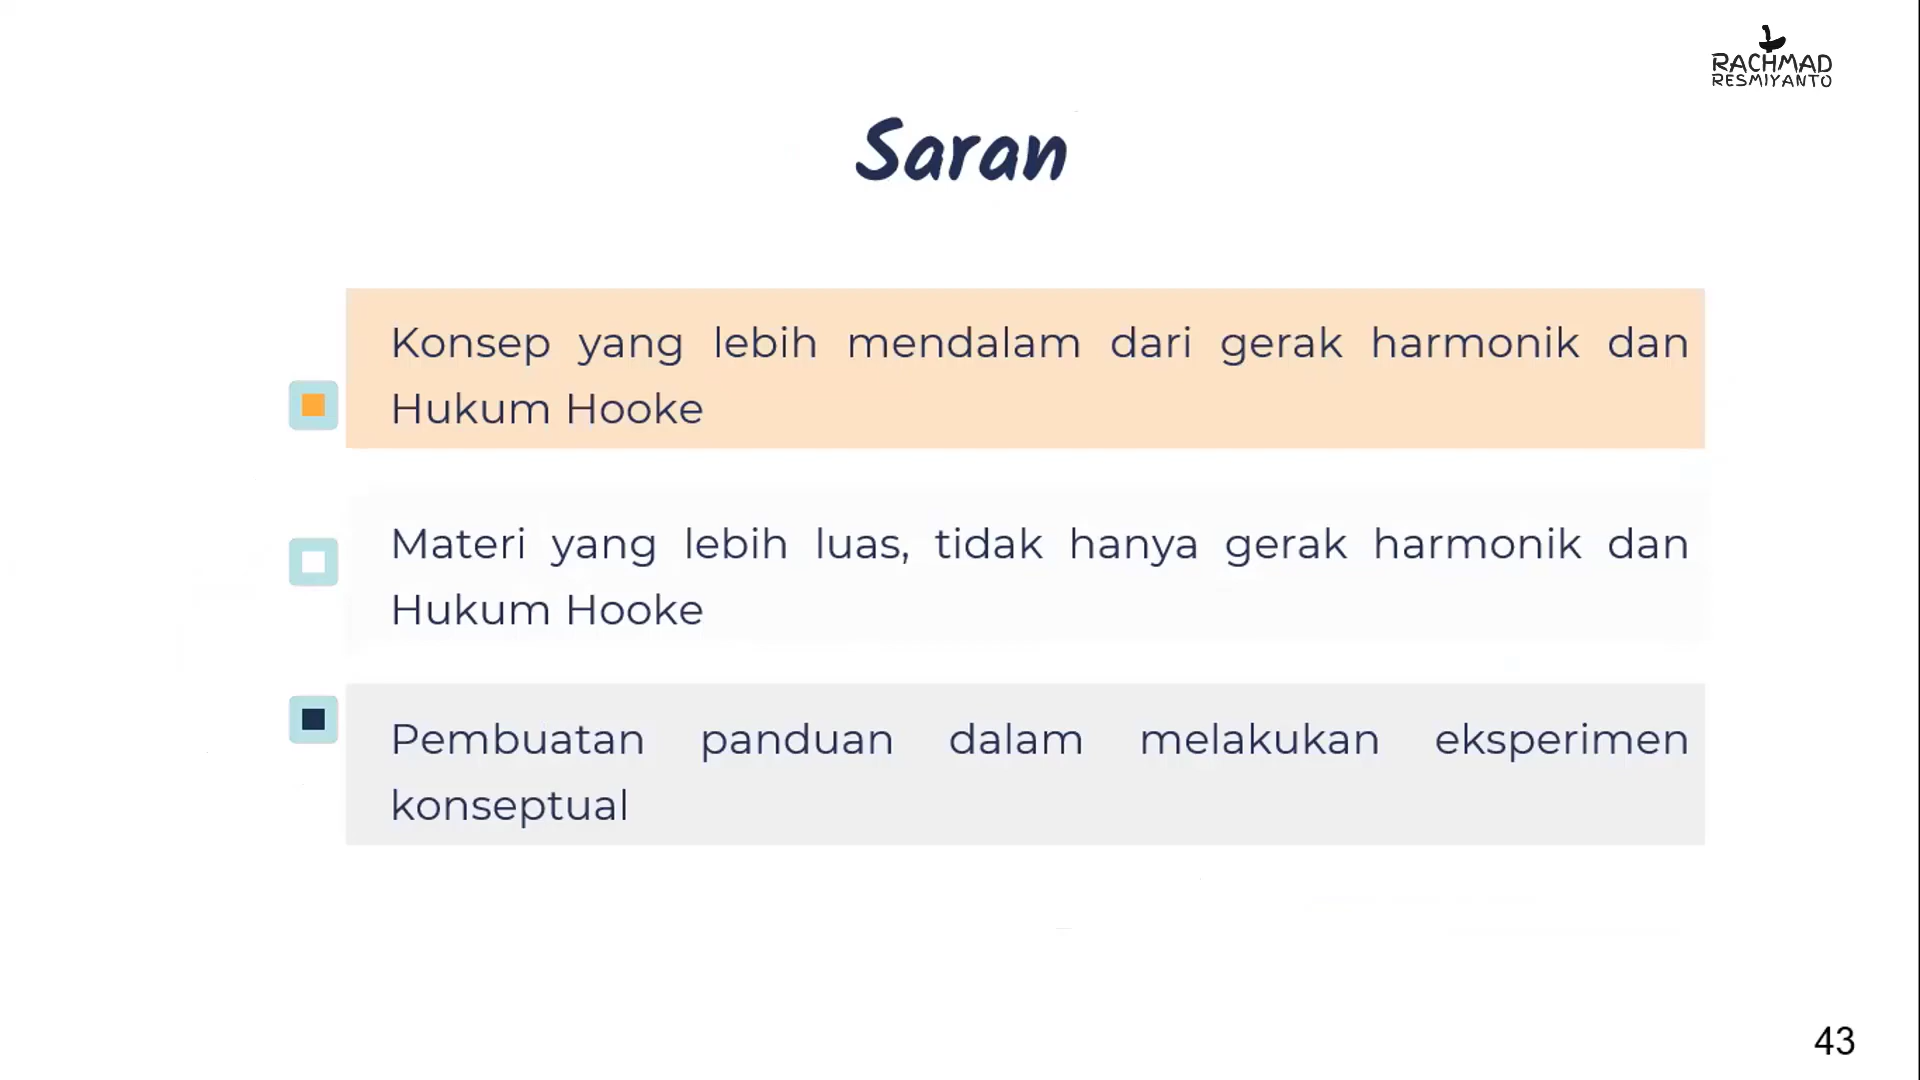 RACHMAD
RESMIYANTO
Saran
Konsep yang lebih mendalam dari gerak harmonik dan
Hukum Hooke
Materi yang lebih luas, tidak hanya gerak harmonik dan
Hukum Hooke
Pembuatan panduan dalam melakukan eksperimen
konseptual
43